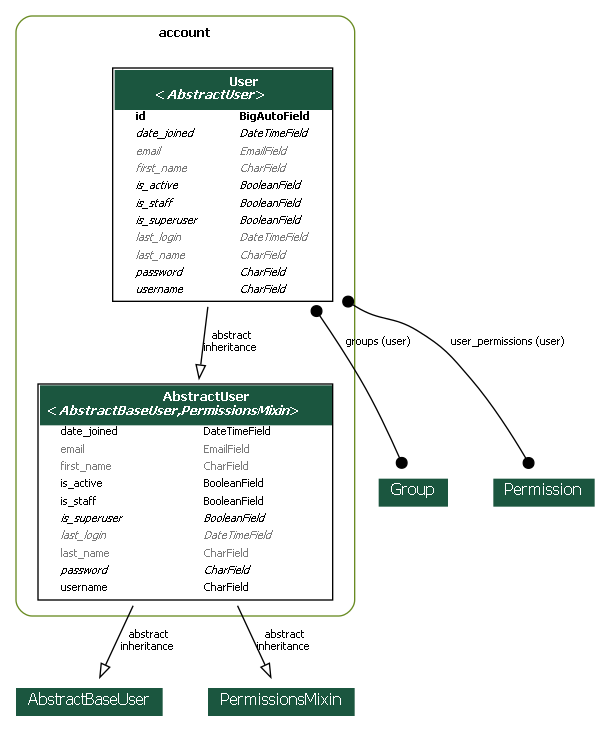 account
User
<AbstractUser>
id BigAutoField
date_joined DateTimeField
email EmailField
first_name CharField
is_active BooleanField
is_staff BooleanField
is_superuser BooleanField
last_login DateTimeField
last_name CharField
password CharField
username CharField
abstract
inheritance
groups (user)
user_permissions (user)
AbstractUser
<AbstractBaseUser,PermissionsMixin>
date_joined DateTimeField
email EmailField
first_name CharField
is_active BooleanField
is_staff BooleanField
is_superuser BooleanField
last_login DateTimeField
last_name CharField
password CharField
username CharField
Group
Permission
abstract
inheritance
abstract
inheritance
AbstractBaseUser
PermissionsMixin